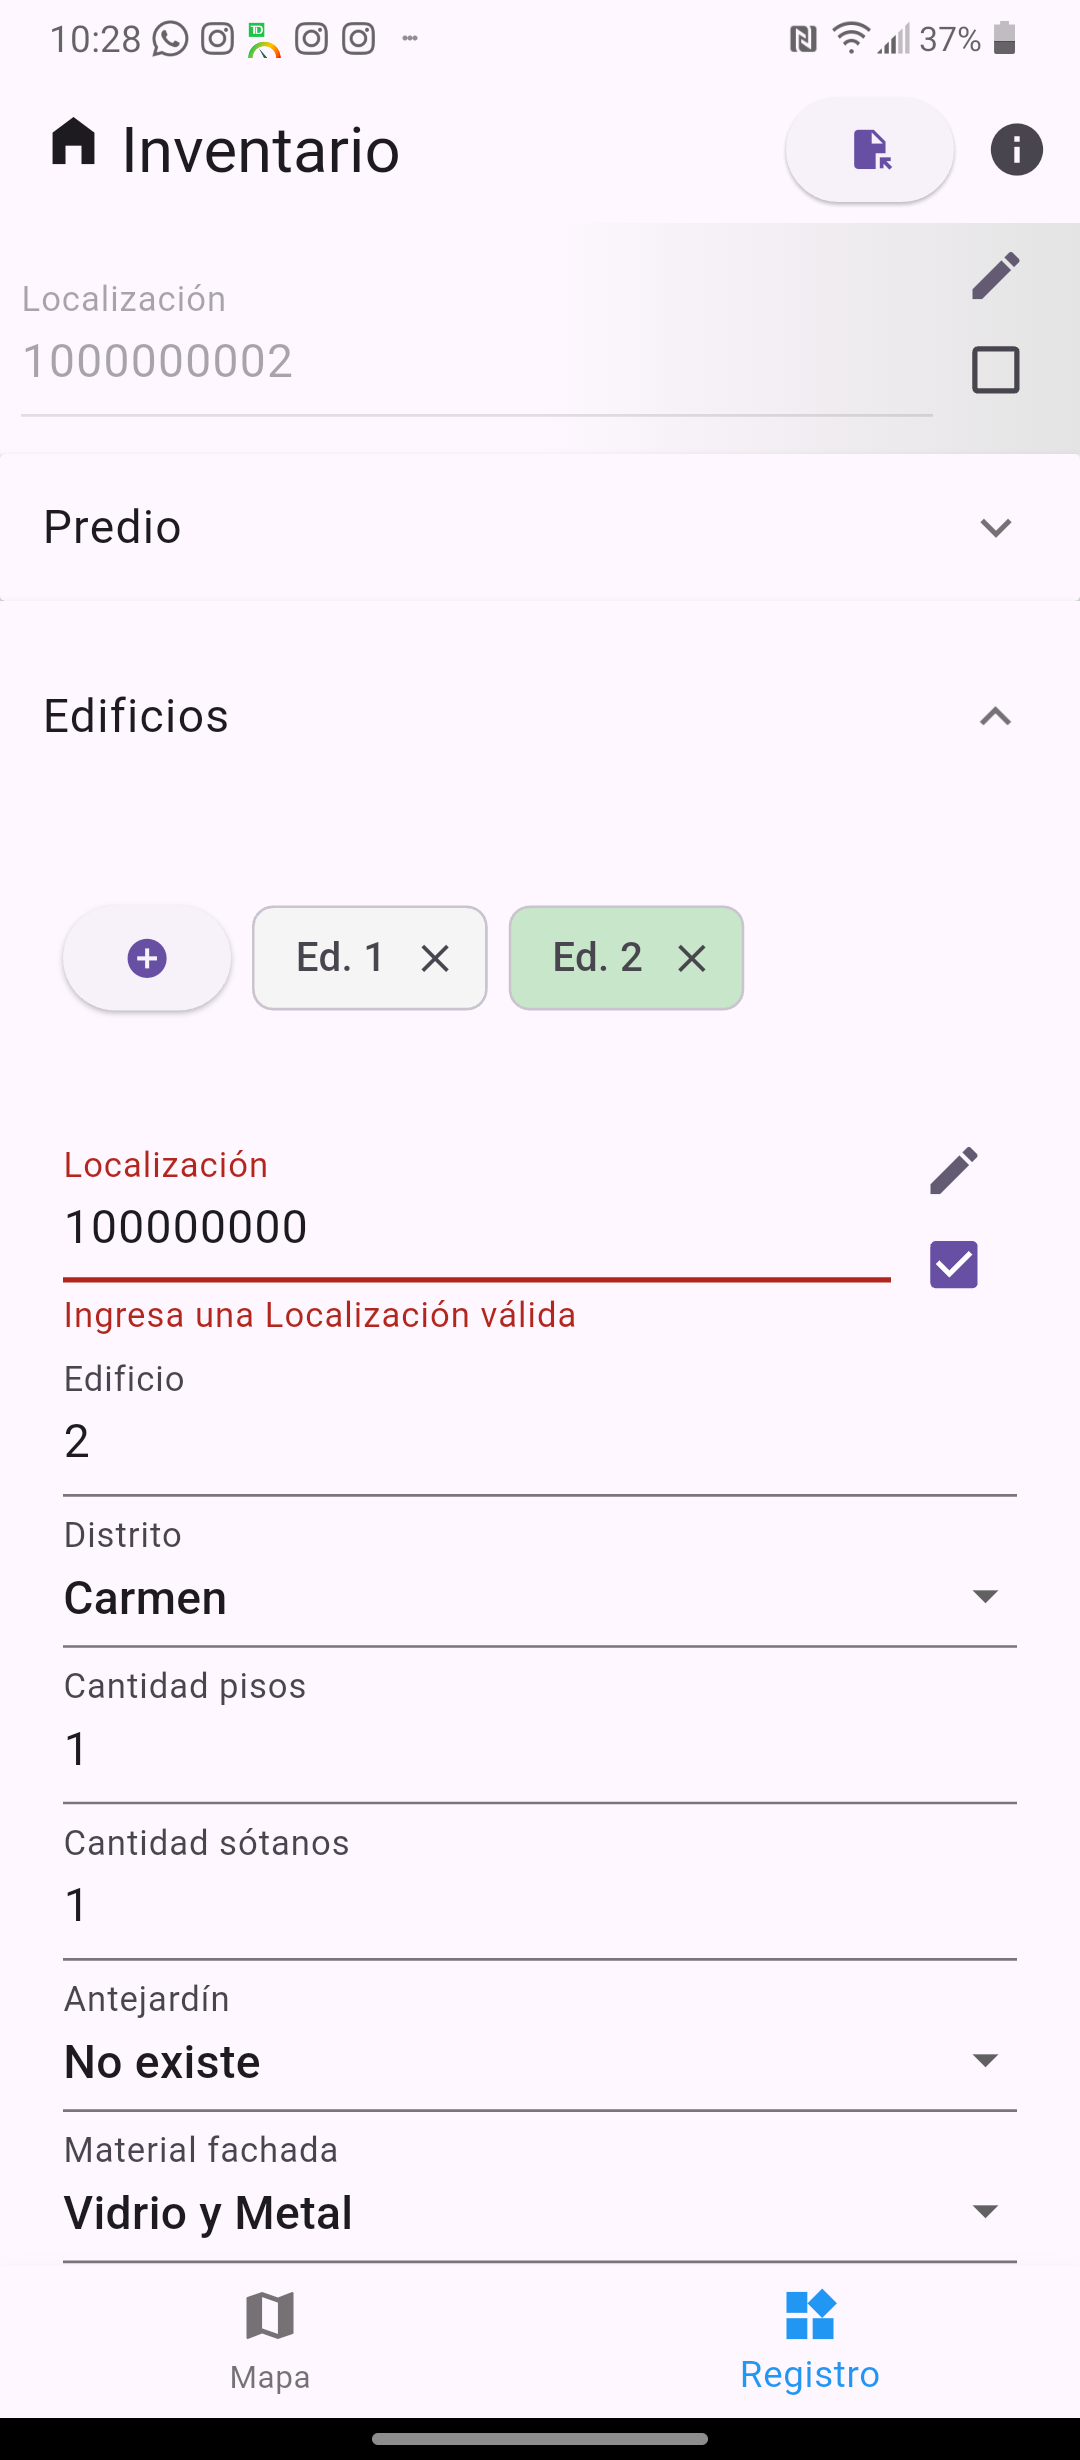 10:28
TD
37%
Inventario
Localización
1000000002
Predio
Edificios
Ed. 1
Ed. 2
Localización
100000000
Ingresa una Localización válida
Edificio
2
Distrito
Carmen
Cantidad pisos
1
Cantidad sótanos
1
Antejardín
No existe
Material fachada
Vidrio y Metal
Mapa
Registro